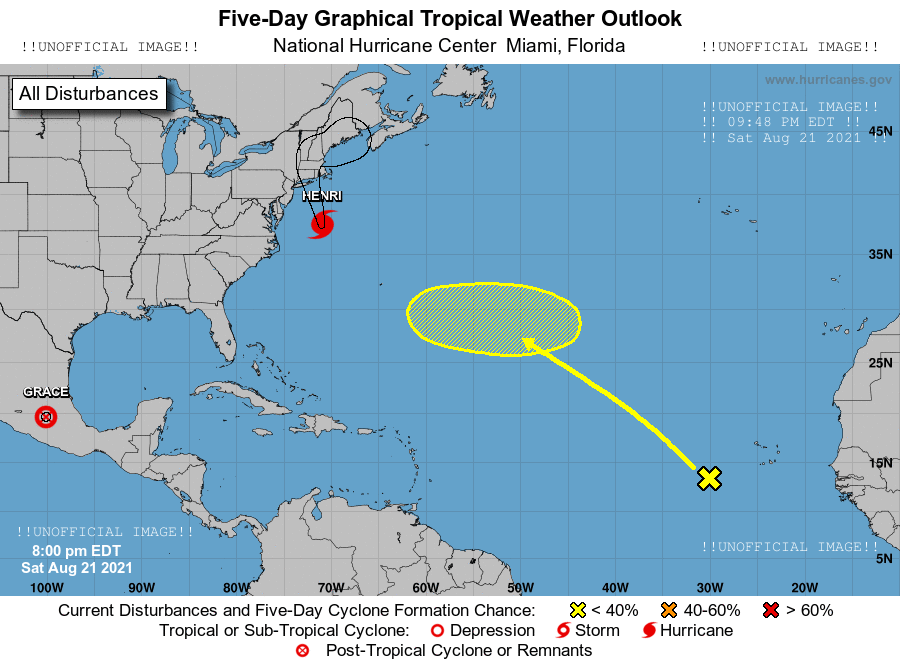 Five-Day Graphical Tropical Weather Outlook
!!UNOFFICIAL IMAGE!! National Hurricane Center Miami, Florida !!UNOFFICIAL IMAGE!!
www.hurricanes.gov
All Disturbances
!!UNOFFICIAL IMAGE!!
!! 09:48 PM EDT !!
!! Sat Aug 21 2021 !!
45N
HENRI
35N
25N
GRACE
15N
!!UNOFFICIAL IMAGE!!
8:00 pm EDT
Sat Aug 21 2021
!!UNOFFICIAL IMAGE!!
5N
100W 90W 80W 70W 60W 50W 40W 30W 20W
Current Disturbances and Five-Day Cyclone Formation Chance: < 40% 40-60% > 60%
Tropical or Sub-Tropical Cyclone: Depression Storm Hurricane
Post-Tropical Cyclone or Remnants